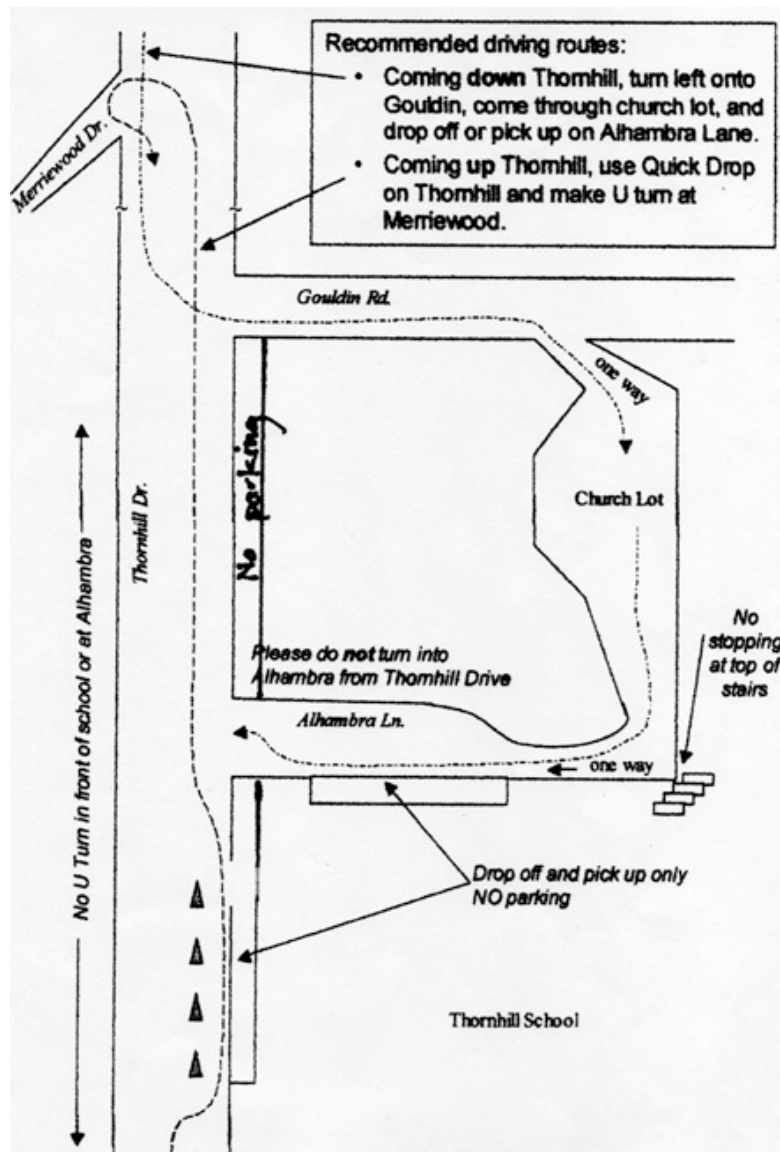 Recommended driving routes:
• Coming down Thornhill, turn left onto
Gouldin, come through church lot, and
drop off or pick up on Alhambra Lane.
• Coming up Thornhill, use Quick Drop
on Thornhill and make U turn at
Merriewood.
Merriewood Dr.
Gouldin Rd.
one way
No parking
Thornhill Dr.
No U Turn in front of school or at Alhambra
Church Lot
No
stopping
at top of
stairs
Please do not turn into
Alhambra from Thornhill Drive
Alhambra Ln.
one way
Drop off and pick up only
NO parking
Thornhill School